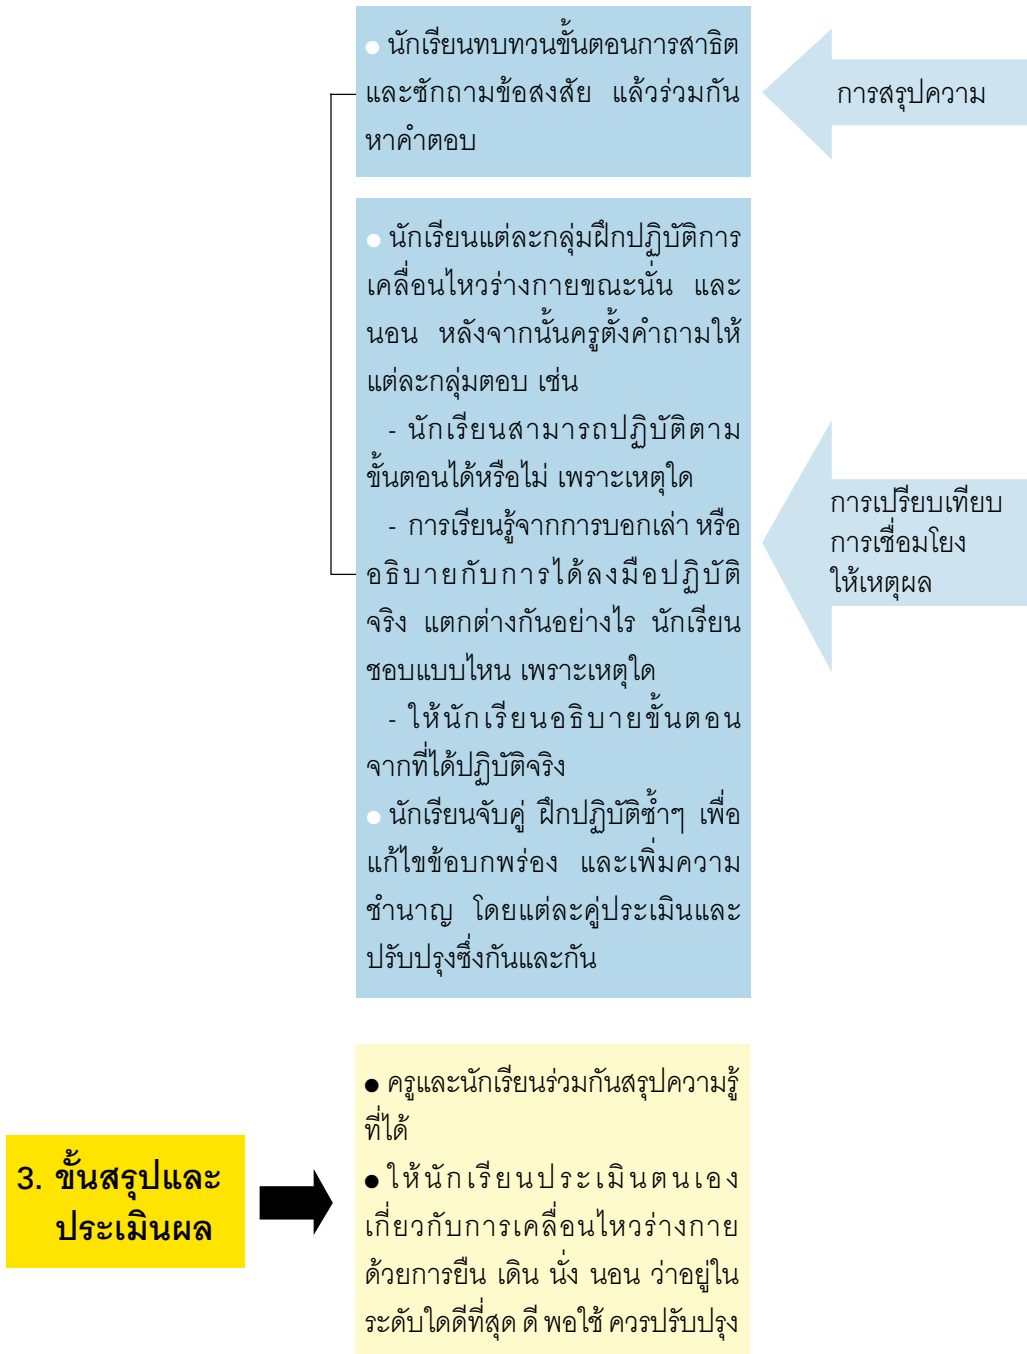 ● นักเรียนทบทวนขั้นตอนการสาธิต
และซักถามข้อสงสัย แล้วร่วมกัน
หาคำตอบ
การสรุปความ
● นักเรียนแต่ละกลุ่มฝึกปฏิบัติการ
เคลื่อนไหวร่างกายขณะนั่น และ
นอน หลังจากนั้นครูตั้งคำถามให้
แต่ละกลุ่มตอบ เช่น
- นักเรียนสามารถปฏิบัติตาม
ขั้นตอนได้หรือไม่ เพราะเหตุใด
- การเรียนรู้จากการบอกเล่า หรือ
อธิบายกับการได้ลงมือปฏิบัติ
จริง แตกต่างกันอย่างไร นักเรียน
ชอบแบบไหน เพราะเหตุใด
- ให้นักเรียนอธิบายขั้นตอน
จากที่ได้ปฏิบัติจริง
● นักเรียนจับคู่ ฝึกปฏิบัติซ้ำๆ เพื่อ
แก้ไขข้อบกพร่อง และเพิ่มความ
ชำนาญ โดยแต่ละคู่ประเมินและ
ปรับปรุงซึ่งกันและกัน
การเปรียบเทียบ
การเชื่อมโยง
ให้เหตุผล
3. ขั้นสรุปและ
ประเมินผล
● ครูและนักเรียนร่วมกันสรุปความรู้
ที่ได้
● ให้นักเรียนประเมินตนเอง
เกี่ยวกับการเคลื่อนไหวร่างกาย
ด้วยการยืน เดิน นั่ง นอน ว่าอยู่ใน
ระดับใดดีที่สุด ดี พอใช้ ควรปรับปรุง